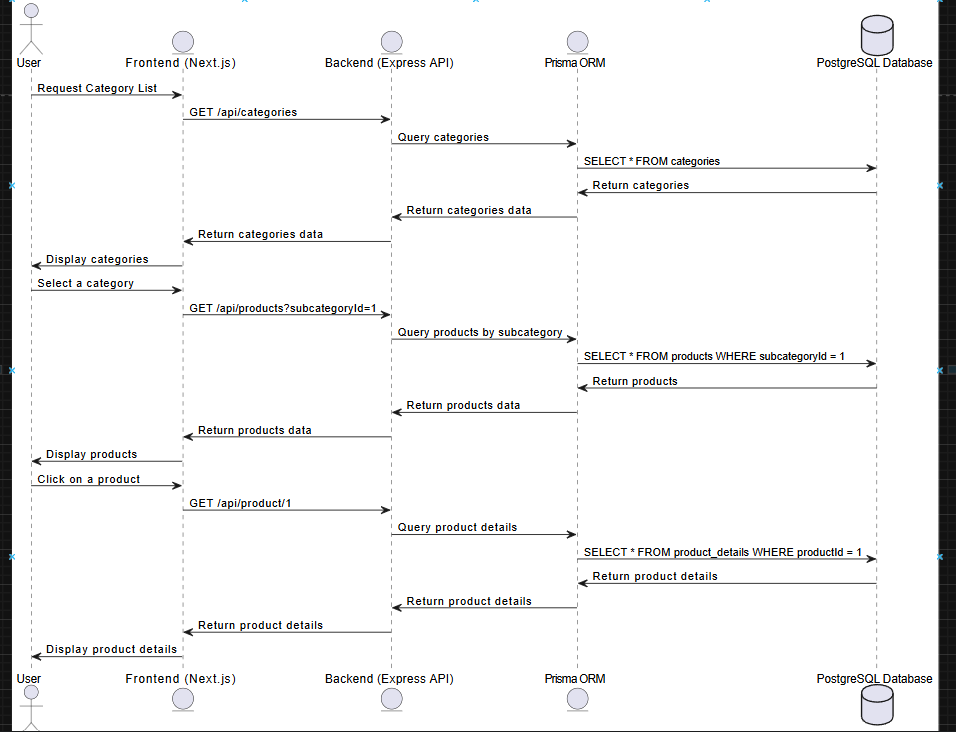 User
Frontend (Next.js)
Backend (Express API)
Prisma ORM
PostgreSQL Database
Request Category List
GET /api/categories
Query categories
SELECT * FROM categories
Return categories
Return categories data
Return categories data
Display categories
Select a category
GET /api/products?subcategoryId=1
Query products by subcategory
SELECT * FROM products WHERE subcategoryId = 1
Return products
Return products data
Return products data
Display products
Click on a product
GET /api/product/1
Query product details
SELECT * FROM product_details WHERE productId = 1
Return product details
Return product details
Return product details
Display product details
User
Frontend (Next.js)
Backend (Express API)
Prisma ORM
PostgreSQL Database